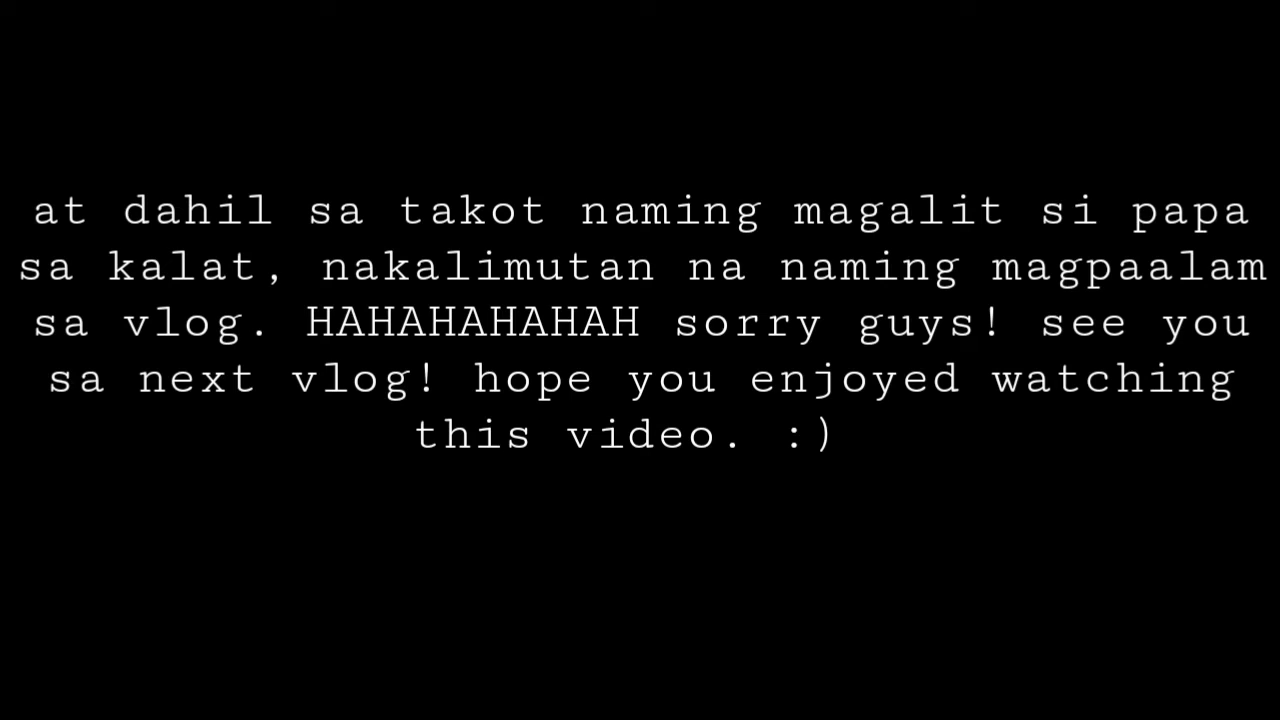 at dahil sa takot naming magalit si papa
sa kalat, nakalimutan na naming magpaalam
sa vlog. HAHAHAHAHAH sorry guys! see you
sa next vlog! hope you enjoyed watching
this video. :)